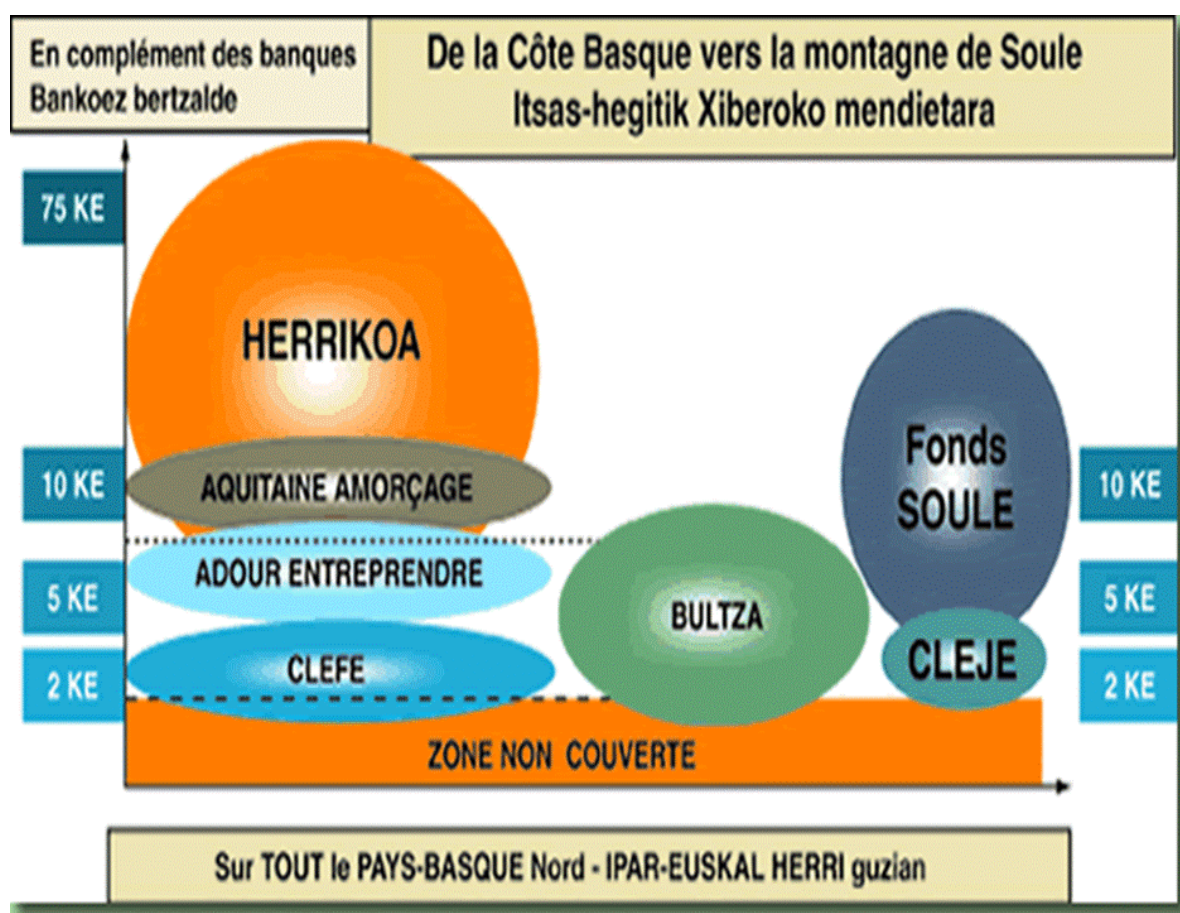 En complément des banques
Bankoez bertzalde
De la Côte Basque vers la montagne de Soule
Itsas-hegitik Xiberoko mendietara
75 KE
HERRIKOA
10 KE
AQUITAINE AMORÇAGE
Fonds
SOULE
10 KE
5 KE
ADOUR ENTREPRENDRE
BULTZA
5 KE
2 KE
CLEFE
CLEJE
2 KE
ZONE NON COUVERTE
Sur TOUT le PAYS-BASQUE Nord - IPAR-EUSKAL HERRI guzian